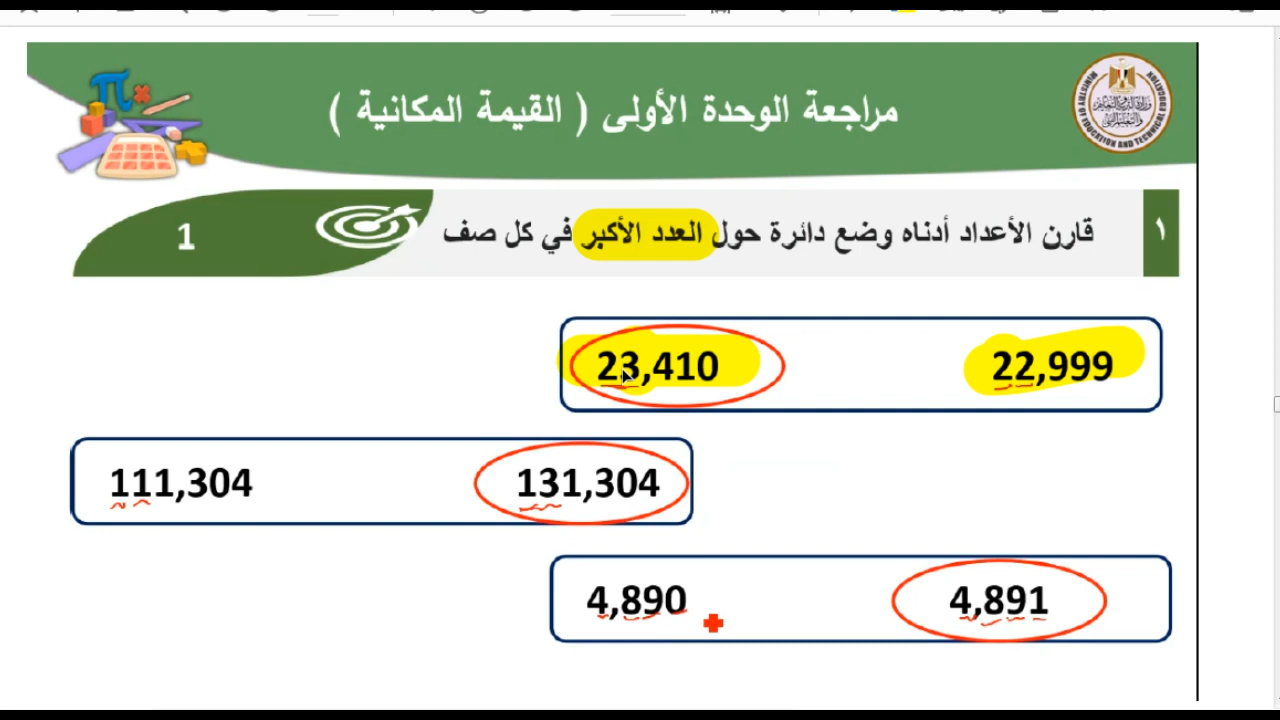 مراجعة الوحدة الأولى ( القيمة المكانية )
١ قارن الأعداد أدناه وضع دائرة حول العدد الأكبر في كل صف 1
22,999 23,410
131,304 111,304
4,891 4,890